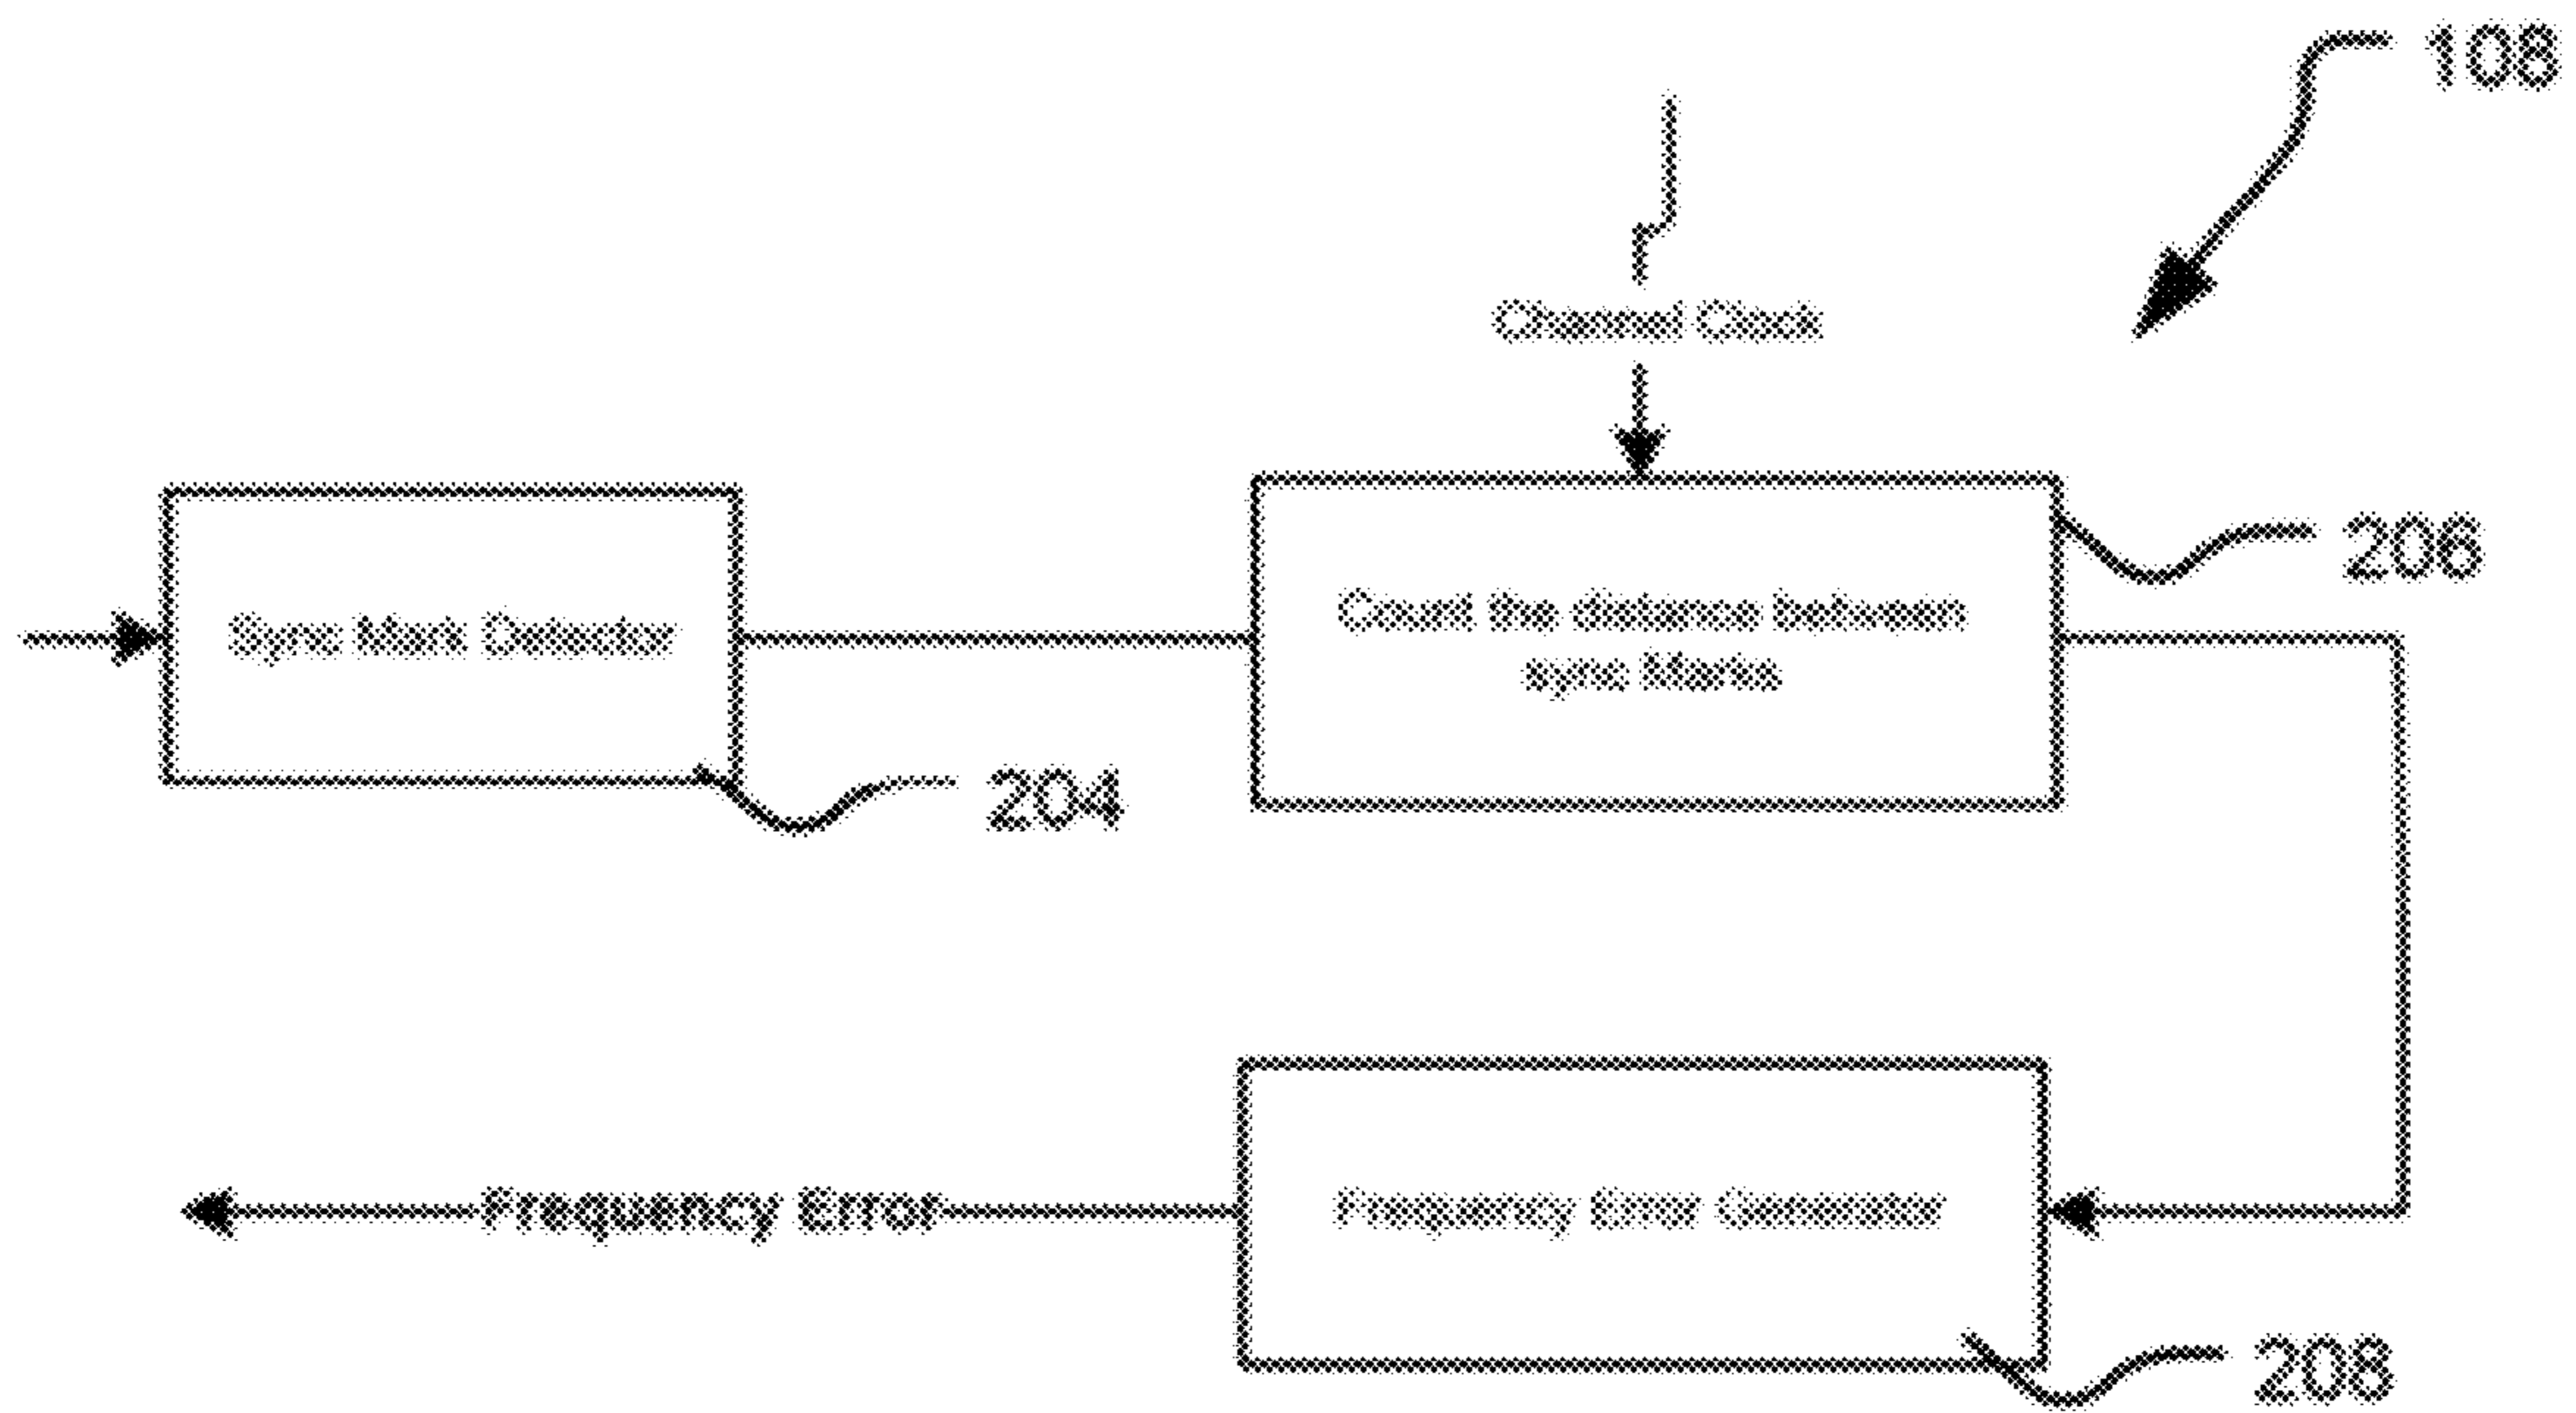 108
Channel Clock
206
Sync Mark Detector
Count the distance between
sync Marks
204
Frequency Error
Frequency Error Generator
208